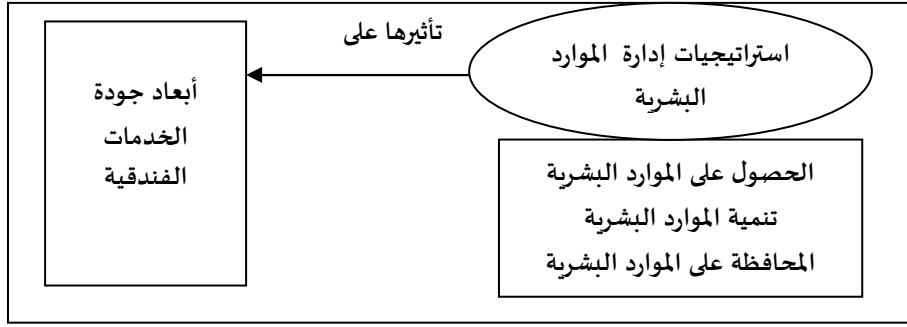 استراتيجيات إدارة الموارد
البشرية
الحصول على الموارد البشرية
تنمية الموارد البشرية
المحافظة على الموارد البشرية
تأثيرها على
أبعاد جودة
الخدمات
الفندقية